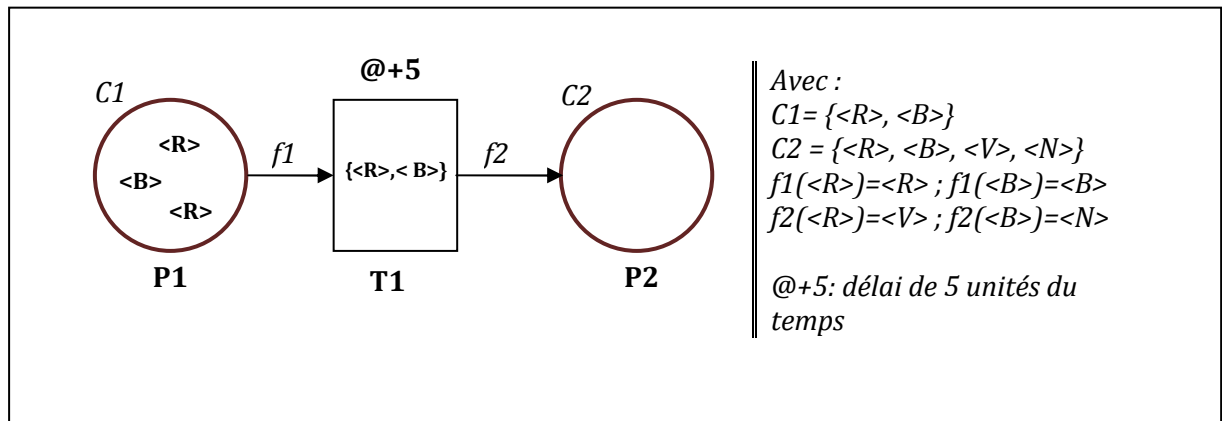 @+5
C1
C2
<R>
<B>
<R>
f1
{<R>,< B>}
f2
P1
T1
P2
Avec :
C1= {<R>, <B>}
C2 = {<R>, <B>, <V>, <N>}
f1(<R>)=<R> ; f1(<B>)=<B>
f2(<R>)=<V> ; f2(<B>)=<N>
@+5: délai de 5 unités du
temps